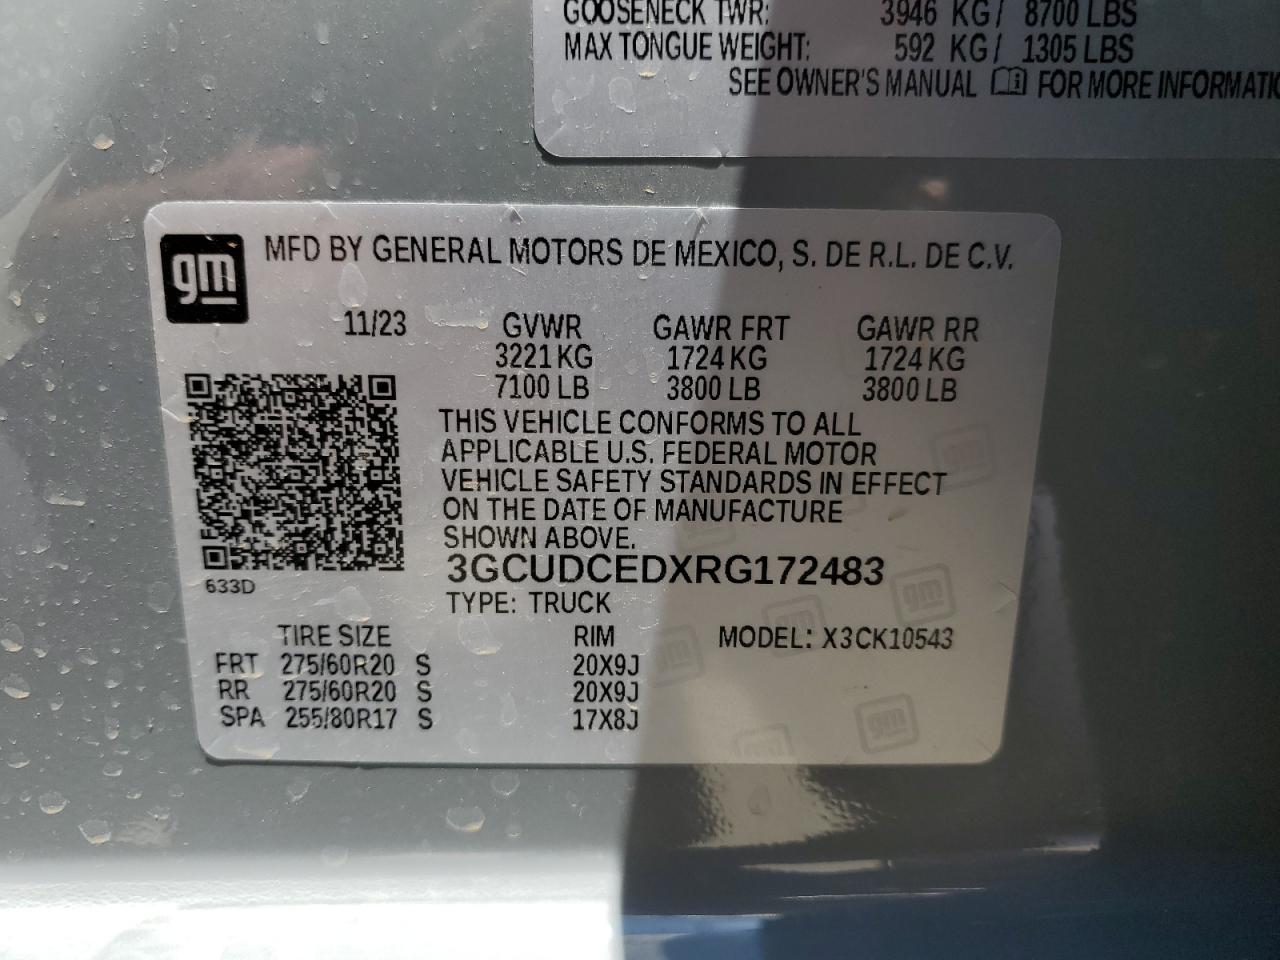 GOOSENECK TWR: 3946 KG/ 8700 LBS
MAX TONGUE WEIGHT: 592 KG/ 1305 LBS
SEE OWNER'S MANUAL FOR MORE
gm
MFD BY GENERAL MOTORS DE MEXICO, S. DE R.L. DE C.V.
11/23 GVWR GAWR FRT GAWR RR
3221 KG 1724 KG 1724 KG
7100 LB 3800 LB 3800 LB
THIS VEHICLE CONFORMS TO ALL
APPLICABLE U.S. FEDERAL MOTOR
VEHICLE SAFETY STANDARDS IN EFFECT
ON THE DATE OF MANUFACTURE
SHOWN ABOVE.
633D
3GCUDCEDXRG172483
TYPE: TRUCK
TIRE SIZE RIM MODEL: X3CK10543
FRT 275/60R20 S 20X9J
RR 275/60R20 S 20X9J
SPA 255/80R17 S 17X8J
gm
gm
gm
gm